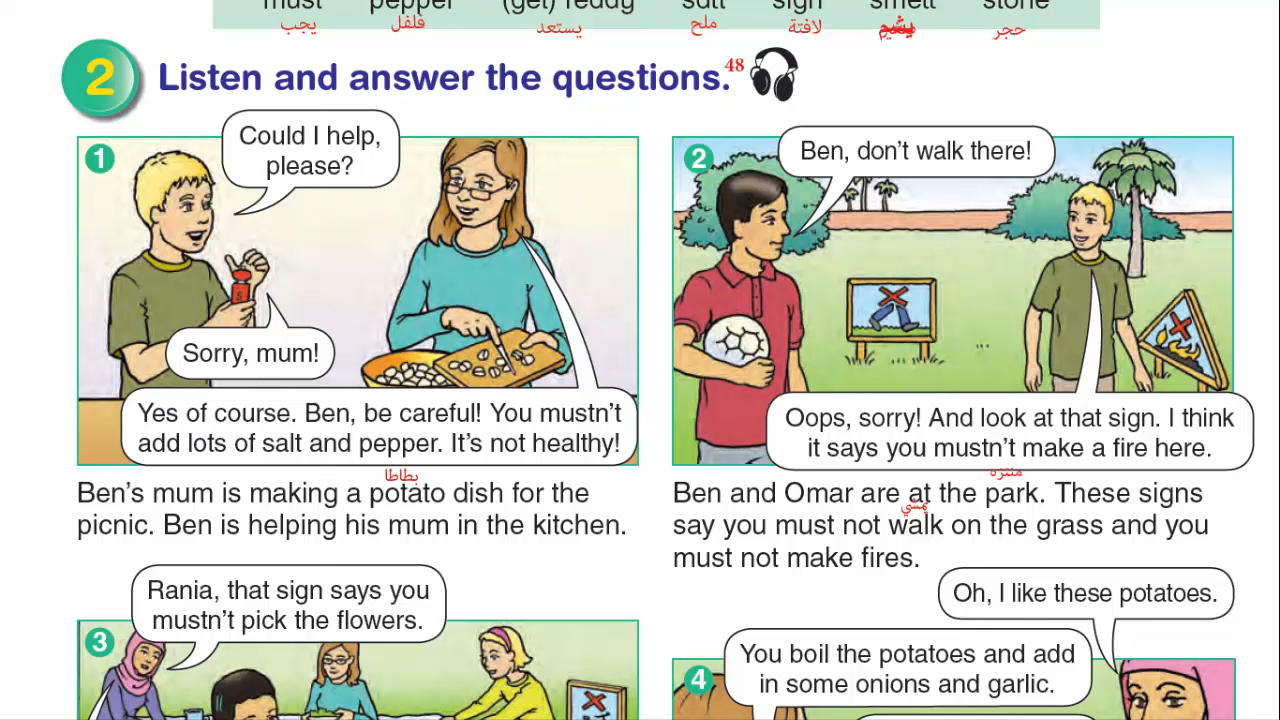 must pepper (get) ready salt sign smell stone
يجب فلفل يستعد ملح لافتة يشم حجر
2 Listen and answer the questions. 48
1
Could I help,
please?
Sorry, mum!
Yes of course. Ben, be careful! You mustn't
add lots of salt and pepper. It's not healthy!
بطاطا
Ben's mum is making a potato dish for the
picnic. Ben is helping his mum in the kitchen.
2
Ben, don't walk there!
Oops, sorry! And look at that sign. I think
it says you mustn't make a fire here.
منتزه
Ben and Omar are at the park. These signs
يمشي
say you must not walk on the grass and you
must not make fires.
3
Rania, that sign says you
mustn't pick the flowers.
4
Oh, I like these potatoes.
You boil the potatoes and add
in some onions and garlic.